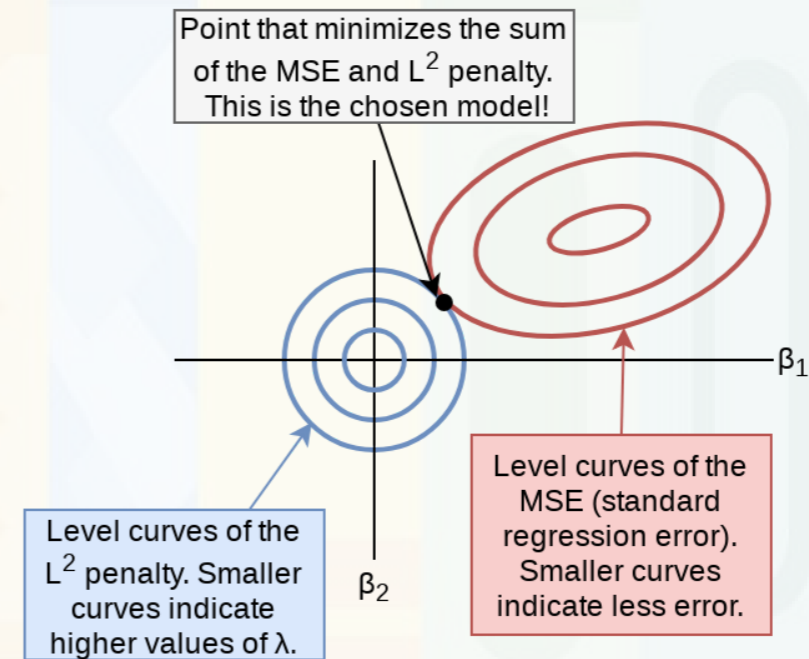 Point that minimizes the sum
of the MSE and L² penalty.
This is the chosen model!
β₁
Level curves of the
MSE (standard
regression error).
Smaller curves
indicate less error.
Level curves of the
L² penalty. Smaller
curves indicate
higher values of λ.
β₂